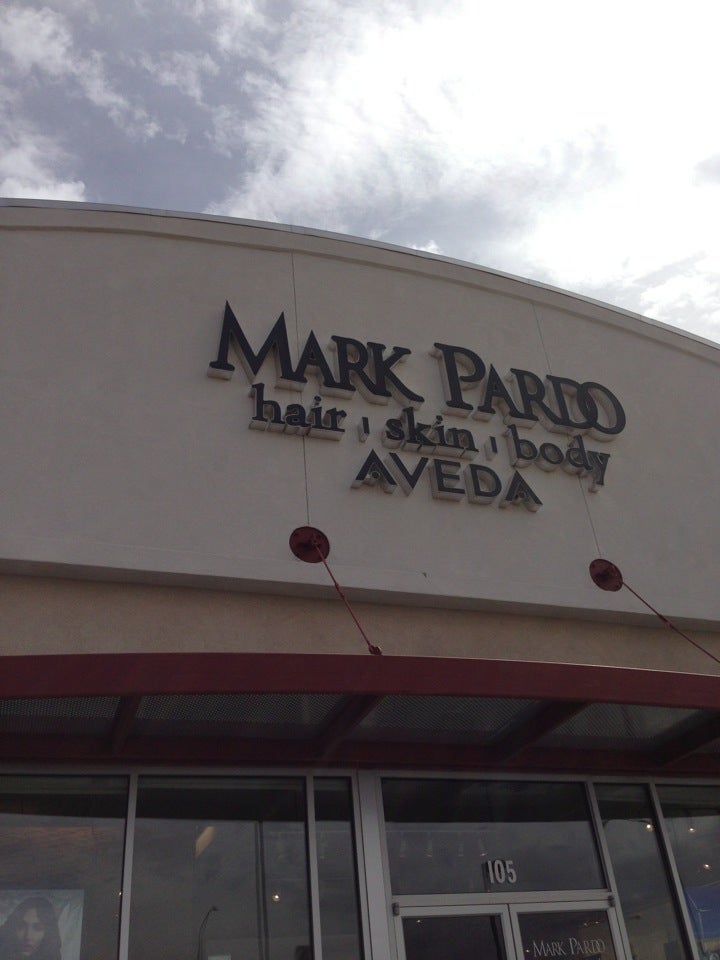 MARK PARDO
hair | skin | body
AVEDA
105
MARK PARDO